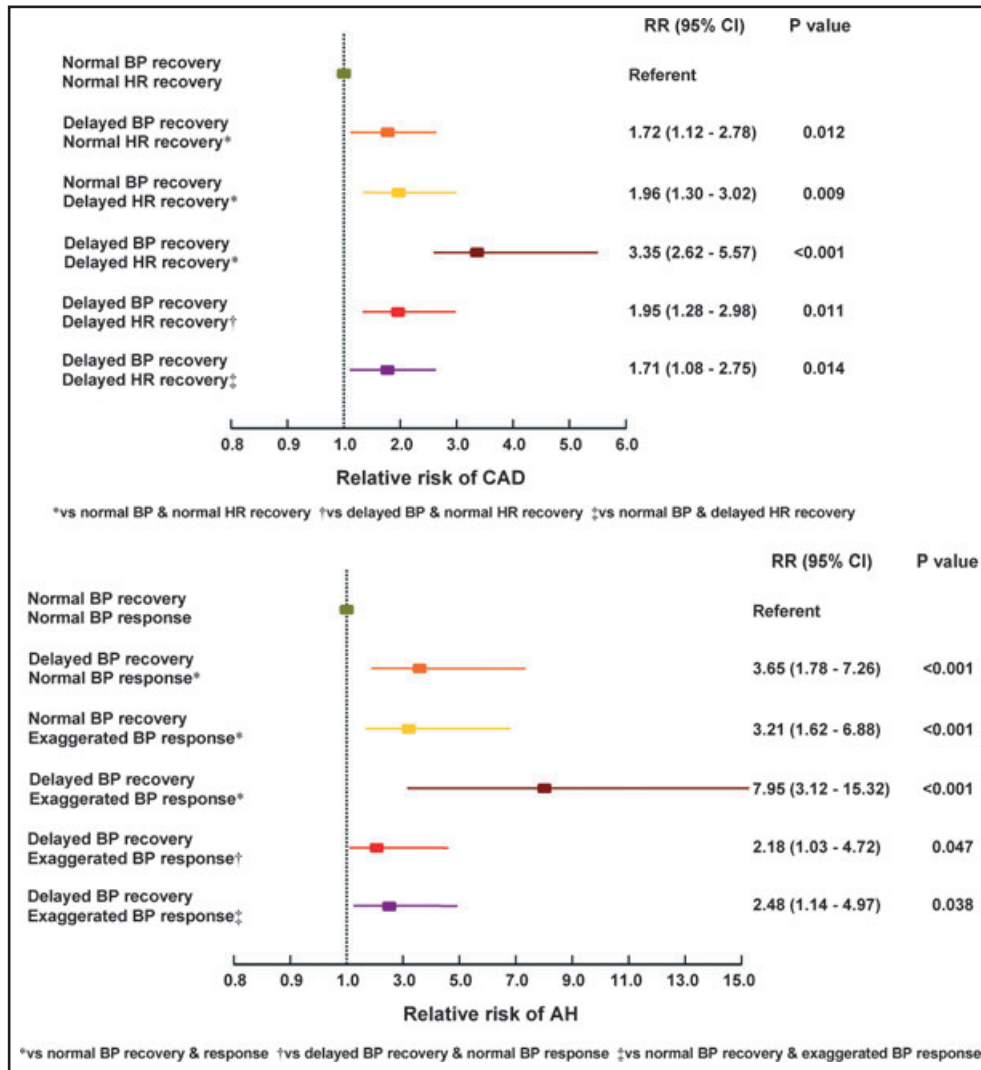 RR (95% CI) P value
Normal BP recovery
Normal HR recovery
Referent
Delayed BP recovery
Normal HR recovery*
1.72 (1.12 - 2.78) 0.012
Normal BP recovery
Delayed HR recovery*
1.96 (1.30 - 3.02) 0.009
Delayed BP recovery
Delayed HR recovery*
3.35 (2.62 - 5.57) <0.001
Delayed BP recovery
Delayed HR recovery†
1.95 (1.28 - 2.98) 0.011
Delayed BP recovery
Delayed HR recovery‡
1.71 (1.08 - 2.75) 0.014
0.8 0.9 1.0 2.0 3.0 4.0 5.0 6.0
Relative risk of CAD
*vs normal BP & normal HR recovery †vs delayed BP & normal HR recovery ‡vs normal BP & delayed HR recovery
RR (95% CI) P value
Normal BP recovery
Normal BP response
Referent
Delayed BP recovery
Normal BP response*
3.65 (1.78 - 7.26) <0.001
Normal BP recovery
Exaggerated BP response*
3.21 (1.62 - 6.88) <0.001
Delayed BP recovery
Exaggerated BP response*
7.95 (3.12 - 15.32) <0.001
Delayed BP recovery
Exaggerated BP response†
2.18 (1.03 - 4.72) 0.047
Delayed BP recovery
Exaggerated BP response‡
2.48 (1.14 - 4.97) 0.038
0.8 1.0 3.0 5.0 7.0 9.0 11.0 15.0
Relative risk of AH
*vs normal BP recovery & response †vs delayed BP recovery & normal BP response ‡vs normal BP recovery & exaggerated BP response